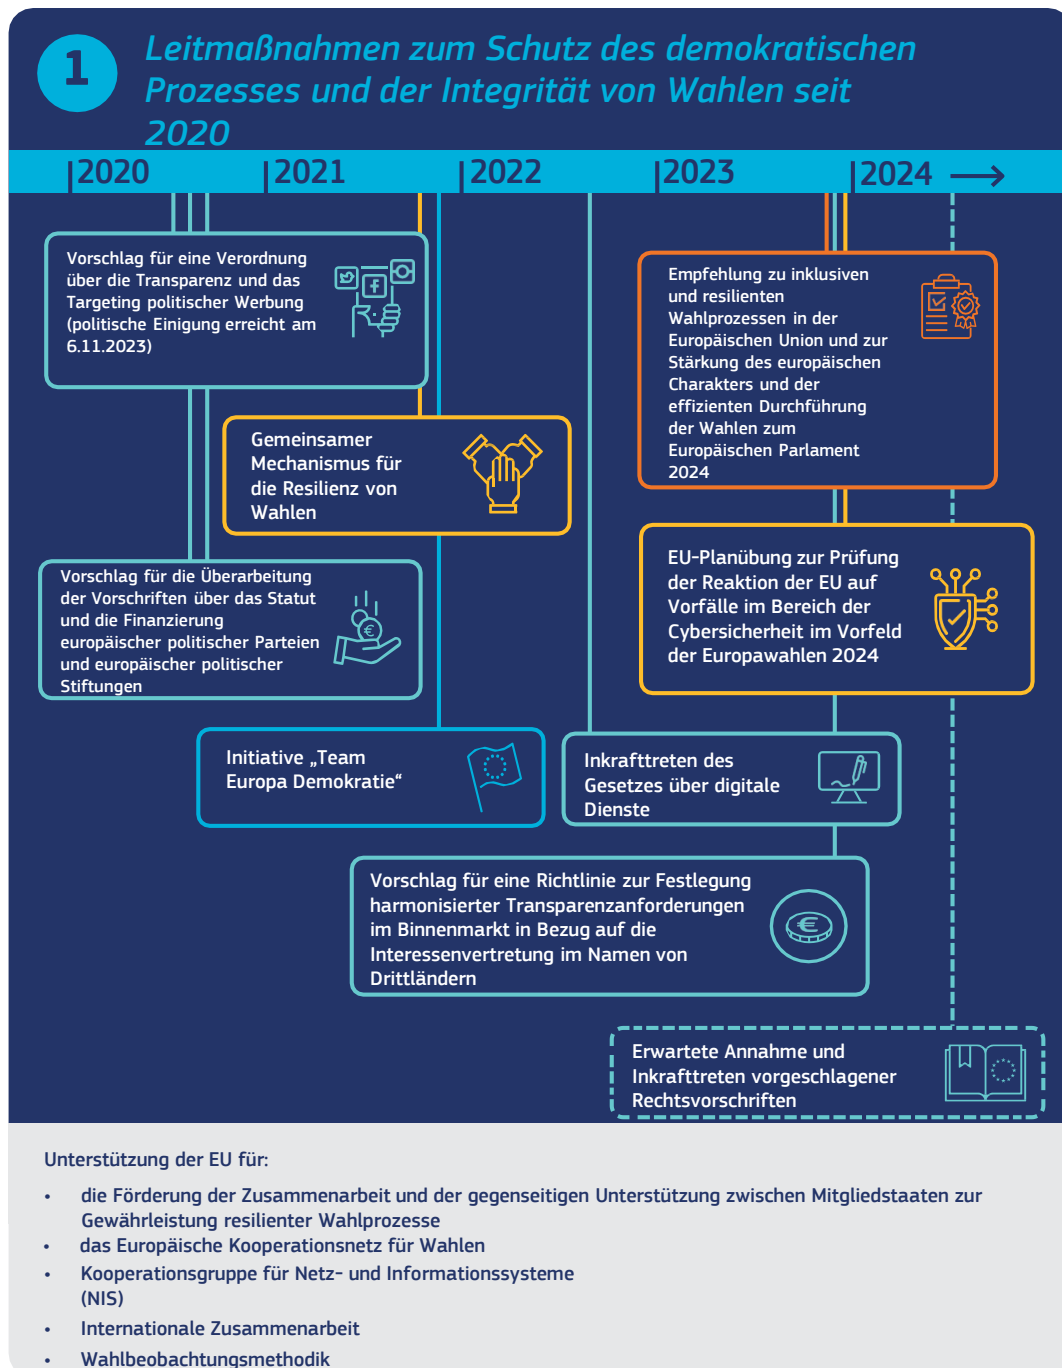 1
Leitmaßnahmen zum Schutz des demokratischen
Prozesses und der Integrität von Wahlen seit
2020
|2020 |2021 |2022 |2023 |2024
Vorschlag für eine Verordnung
über die Transparenz und das
Targeting politischer Werbung
(politische Einigung erreicht am
6.11.2023)
Empfehlung zu inklusiven
und resilienten
Wahlprozessen in der
Europäischen Union und zur
Stärkung des europäischen
Charakters und der
effizienten Durchführung
der Wahlen zum
Europäischen Parlament
2024
Gemeinsamer
Mechanismus für
die Resilienz von
Wahlen
EU-Planübung zur Prüfung
der Reaktion der EU auf
Vorfälle im Bereich der
Cybersicherheit im Vorfeld
der Europawahlen 2024
Vorschlag für die Überarbeitung
der Vorschriften über das Statut
und die Finanzierung
europäischer politischer Parteien
und europäischer politischer
Stiftungen
Initiative „Team
Europa Demokratie“
Inkrafttreten des
Gesetzes über digitale
Dienste
Vorschlag für eine Richtlinie zur Festlegung
harmonisierter Transparenzanforderungen
im Binnenmarkt in Bezug auf die
Interessenvertretung im Namen von
Drittländern
Erwartete Annahme und
Inkrafttreten vorgeschlagener
Rechtsvorschriften
Unterstützung der EU für:
• die Förderung der Zusammenarbeit und der gegenseitigen Unterstützung zwischen Mitgliedstaaten zur
Gewährleistung resilienter Wahlprozesse
• das Europäische Kooperationsnetz für Wahlen
• Kooperationsgruppe für Netz- und Informationssysteme
(NIS)
• Internationale Zusammenarbeit
• Wahlbeobachtungsmethodik